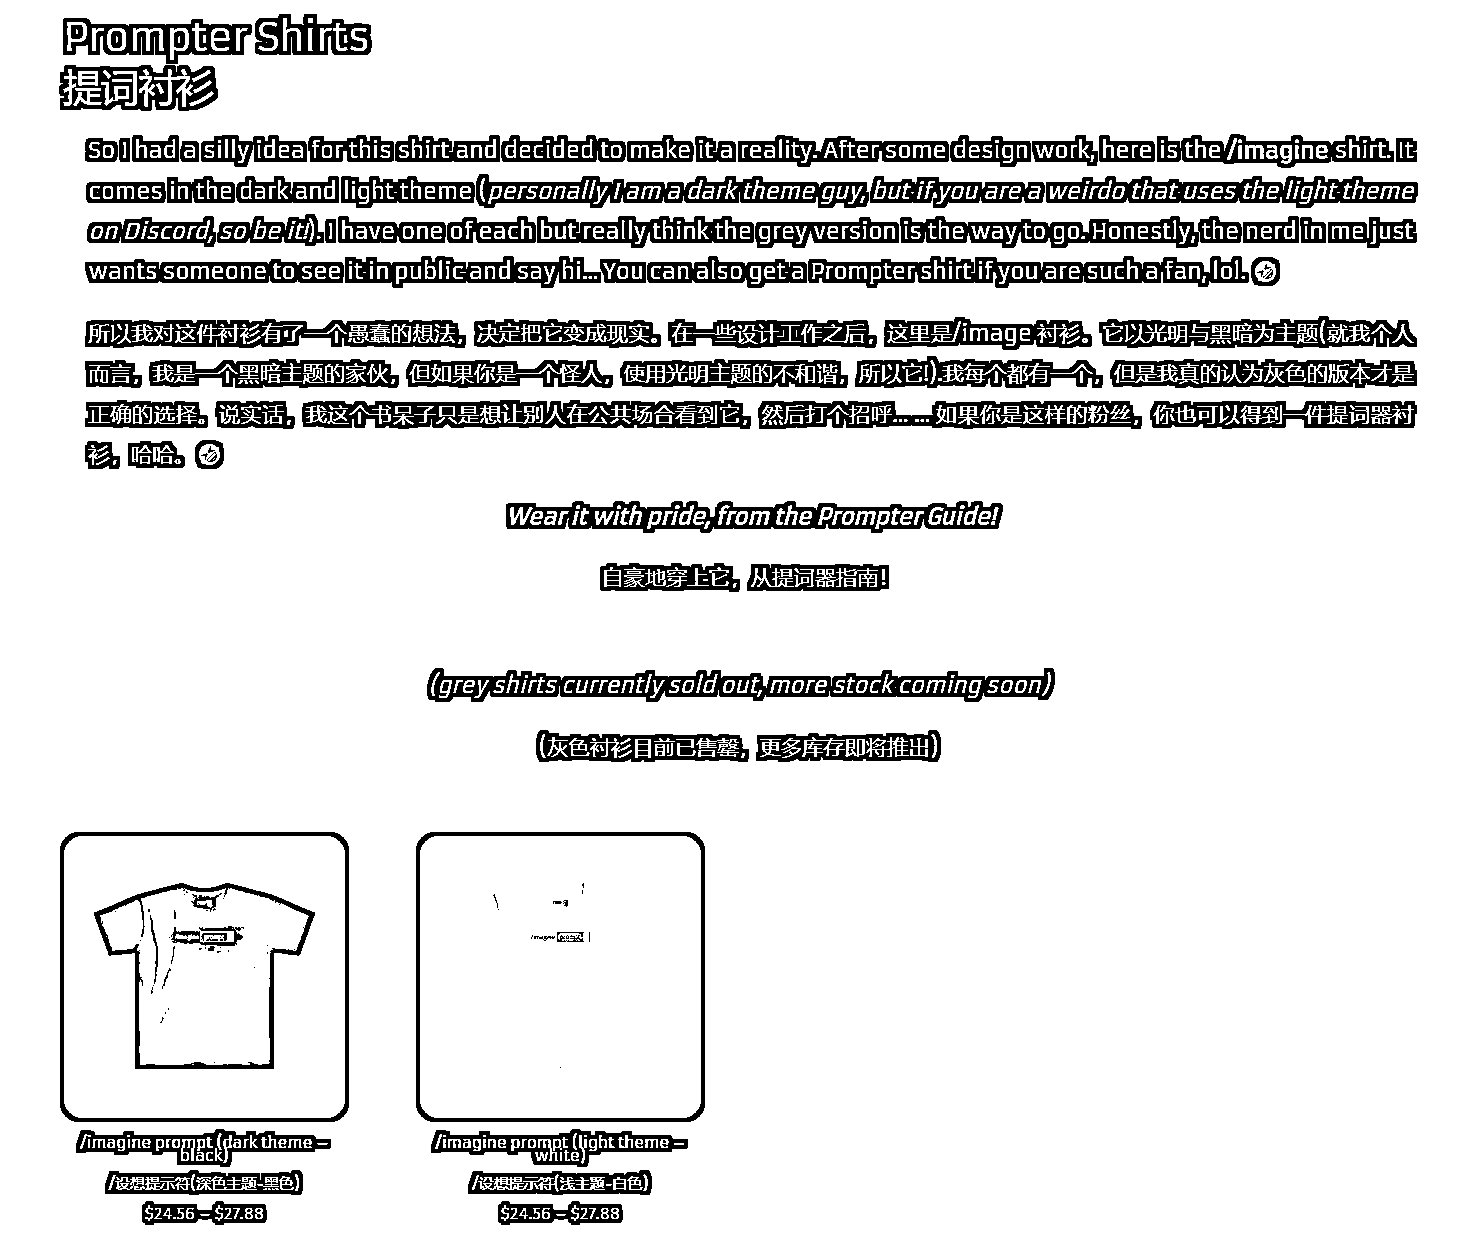 Prompter Shirts
提词衬衫
So I had a silly idea for this shirt and decided to make it a reality. After some design work, here is the /imagine shirt. It
comes in the dark and light theme (personally I am a dark theme guy, but if you are a weirdo that uses the light theme
on Discord, so be it!). I have one of each but really think the grey version is the way to go. Honestly, the nerd in me just
wants someone to see it in public and say hi... You can also get a Prompter shirt if you are such a fan, lol.
所以我对这件衬衫有了一个愚蠢的想法，决定把它变成现实。在一些设计工作之后，这里是/image 衬衫。它以光明与黑暗为主题(就我个人
而言，我是一个黑暗主题的家伙，但如果你是一个怪人，使用光明主题的不和谐，所以它!).我每个都有一个，但是我真的认为灰色的版本才是
正确的选择。说实话，我这个书呆子只是想让别人在公共场合看到它，然后打个招呼... ...如果你是这样的粉丝，你也可以得到一件提词器衬
衫，哈哈。
Wear it with pride, from the Prompter Guide!
自豪地穿上它，从提词器指南！
(grey shirts currently sold out, more stock coming soon)
(灰色衬衫目前已售罄，更多库存即将推出)
prompt
/imagine prompt
/imagine prompt (dark theme –
black)
/设想提示符(深色主题-黑色)
$24.56 – $27.88
/imagine prompt (light theme –
white)
/设想提示符(浅主题-白色)
$24.56 – $27.88